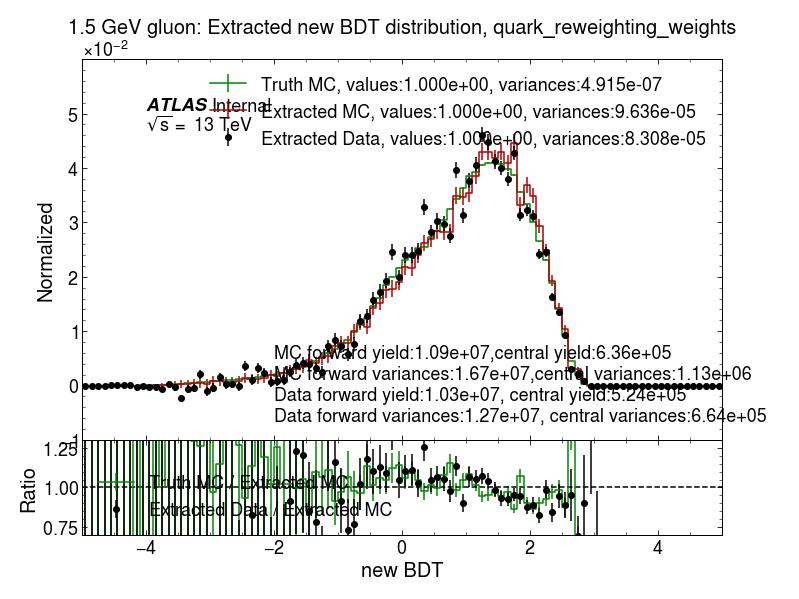 1.5 GeV gluon: Extracted new BDT distribution, quark_reweighting_weights
×10⁻²
Truth MC, values:1.000e+00, variances:4.915e-07
ATLAS Internal
Extracted MC, values:1.000e+00, variances:9.636e-05
√s = 13 TeV
Extracted Data, values:1.000e+00, variances:8.308e-05
5
4
3
2
1
0
−1
Normalized
MC forward yield:1.09e+07,central yield:6.36e+05
MC forward variances:1.67e+07,central variances:1.13e+06
Data forward yield:1.03e+07, central yield:5.24e+05
Data forward variances:1.27e+07, central variances:6.64e+05
1.25
1.00
0.75
Ratio
Truth MC / Extracted MC
Extracted Data / Extracted MC
−4 −2 0 2 4
new BDT